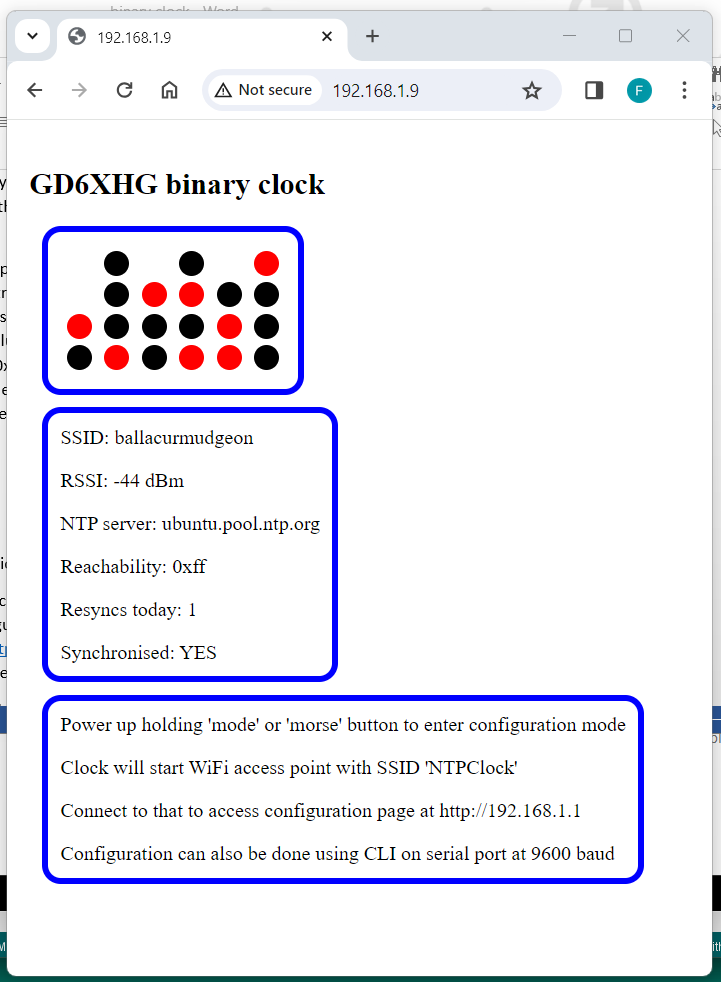 binary clock - Word
192.168.1.9
Not secure
192.168.1.9
F
GD6XHG binary clock
SSID: ballacurmudgeon
RSSI: -44 dBm
NTP server: ubuntu.pool.ntp.org
Reachability: 0xff
Resyncs today: 1
Synchronised: YES
Power up holding 'mode' or 'morse' button to enter configuration mode
Clock will start WiFi access point with SSID 'NTPClock'
Connect to that to access configuration page at http://192.168.1.1
Configuration can also be done using CLI on serial port at 9600 baud